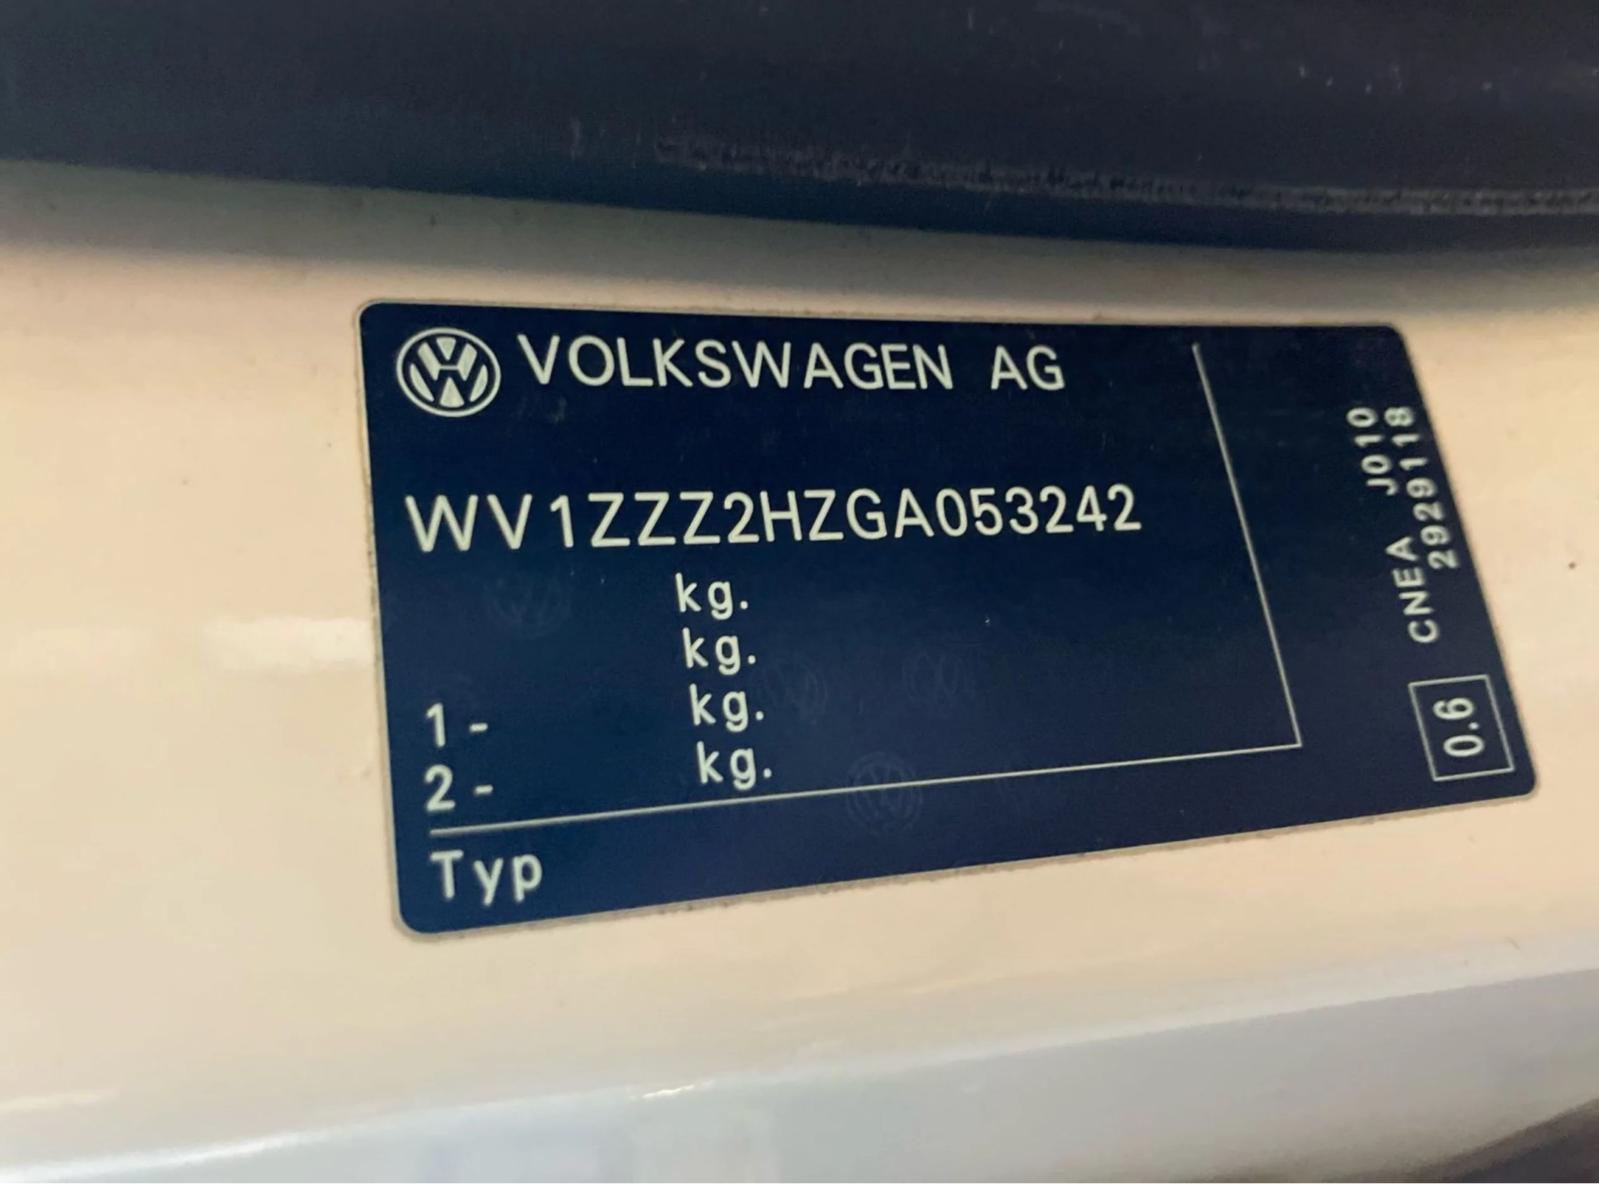 VOLKSWAGEN AG
WV1ZZZ2HZGA053242
kg.
kg.
1 - kg.
2 - kg.
Typ
CNEA J010
2929118
0.6